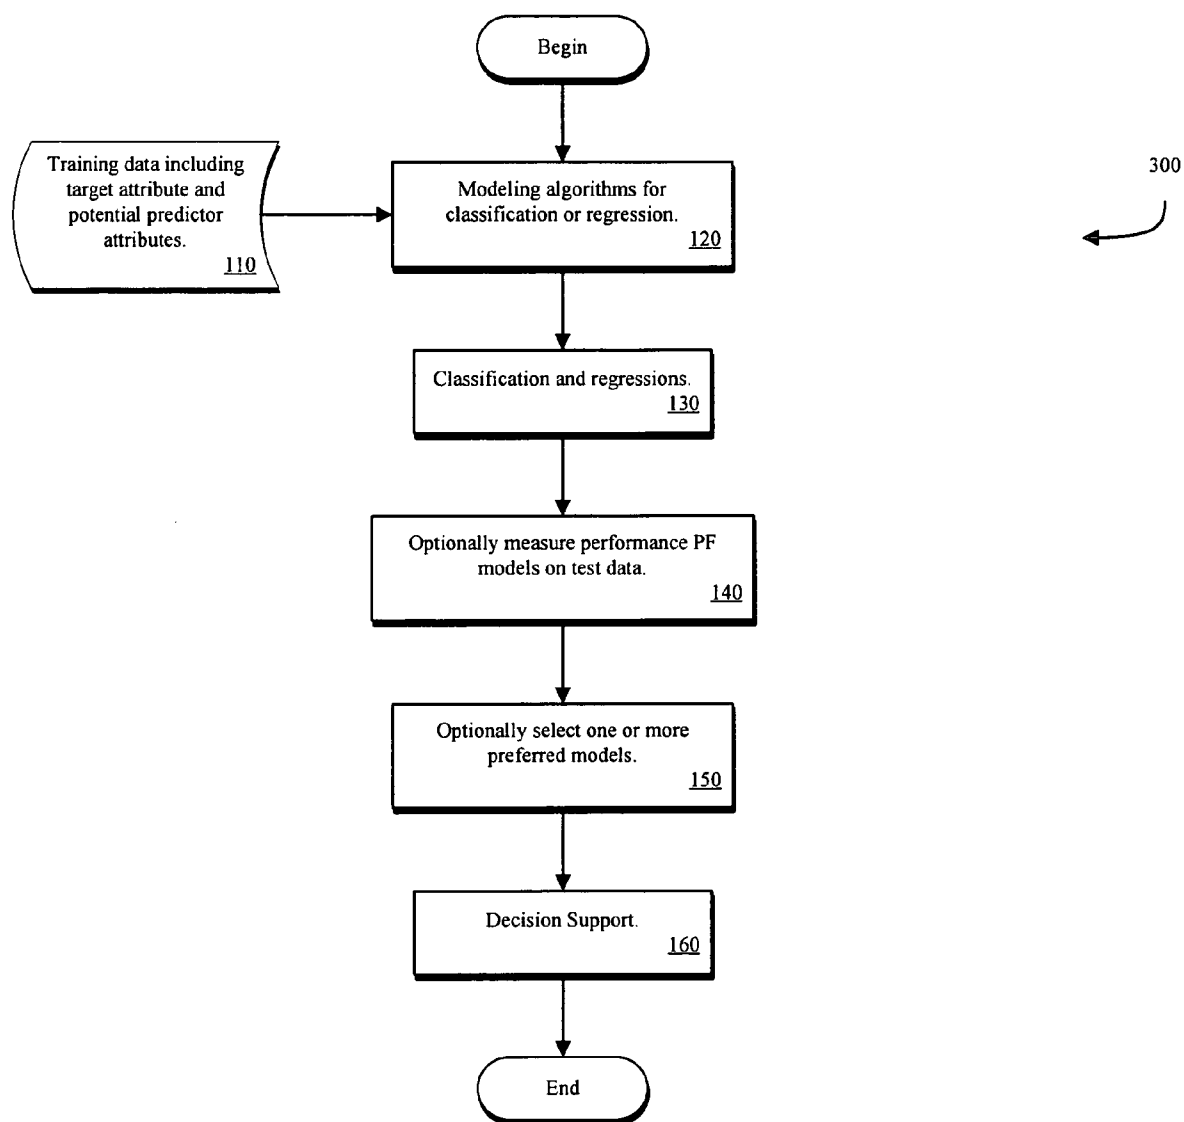 Begin
Training data including
target attribute and
potential predictor
attributes.
110
Modeling algorithms for
classification or regression.
120
300
Classification and regressions.
130
Optionally measure performance PF
models on test data.
140
Optionally select one or more
preferred models.
150
Decision Support.
160
End